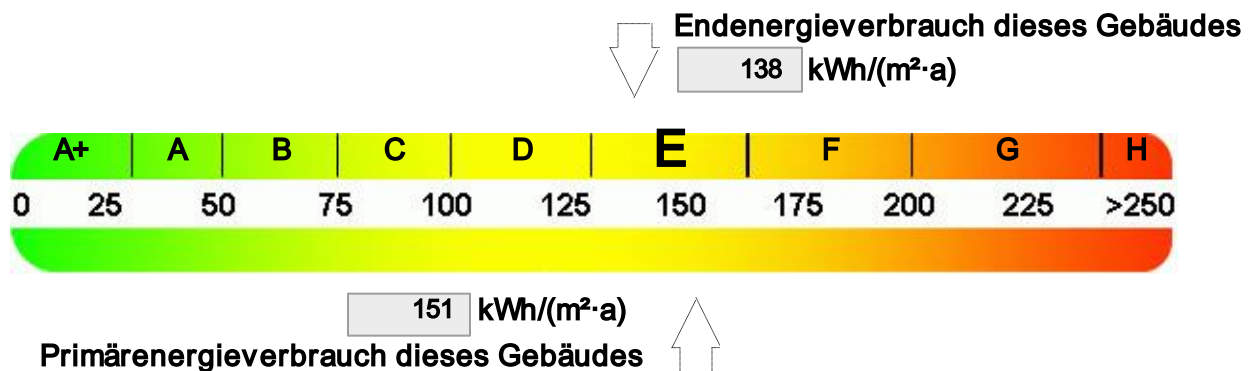 Endenergieverbrauch dieses Gebäudes
138 kWh/(m²·a)
A+ A B C D E F G H
0 25 50 75 100 125 150 175 200 225 >250
151 kWh/(m²·a)
Primärenergieverbrauch dieses Gebäudes